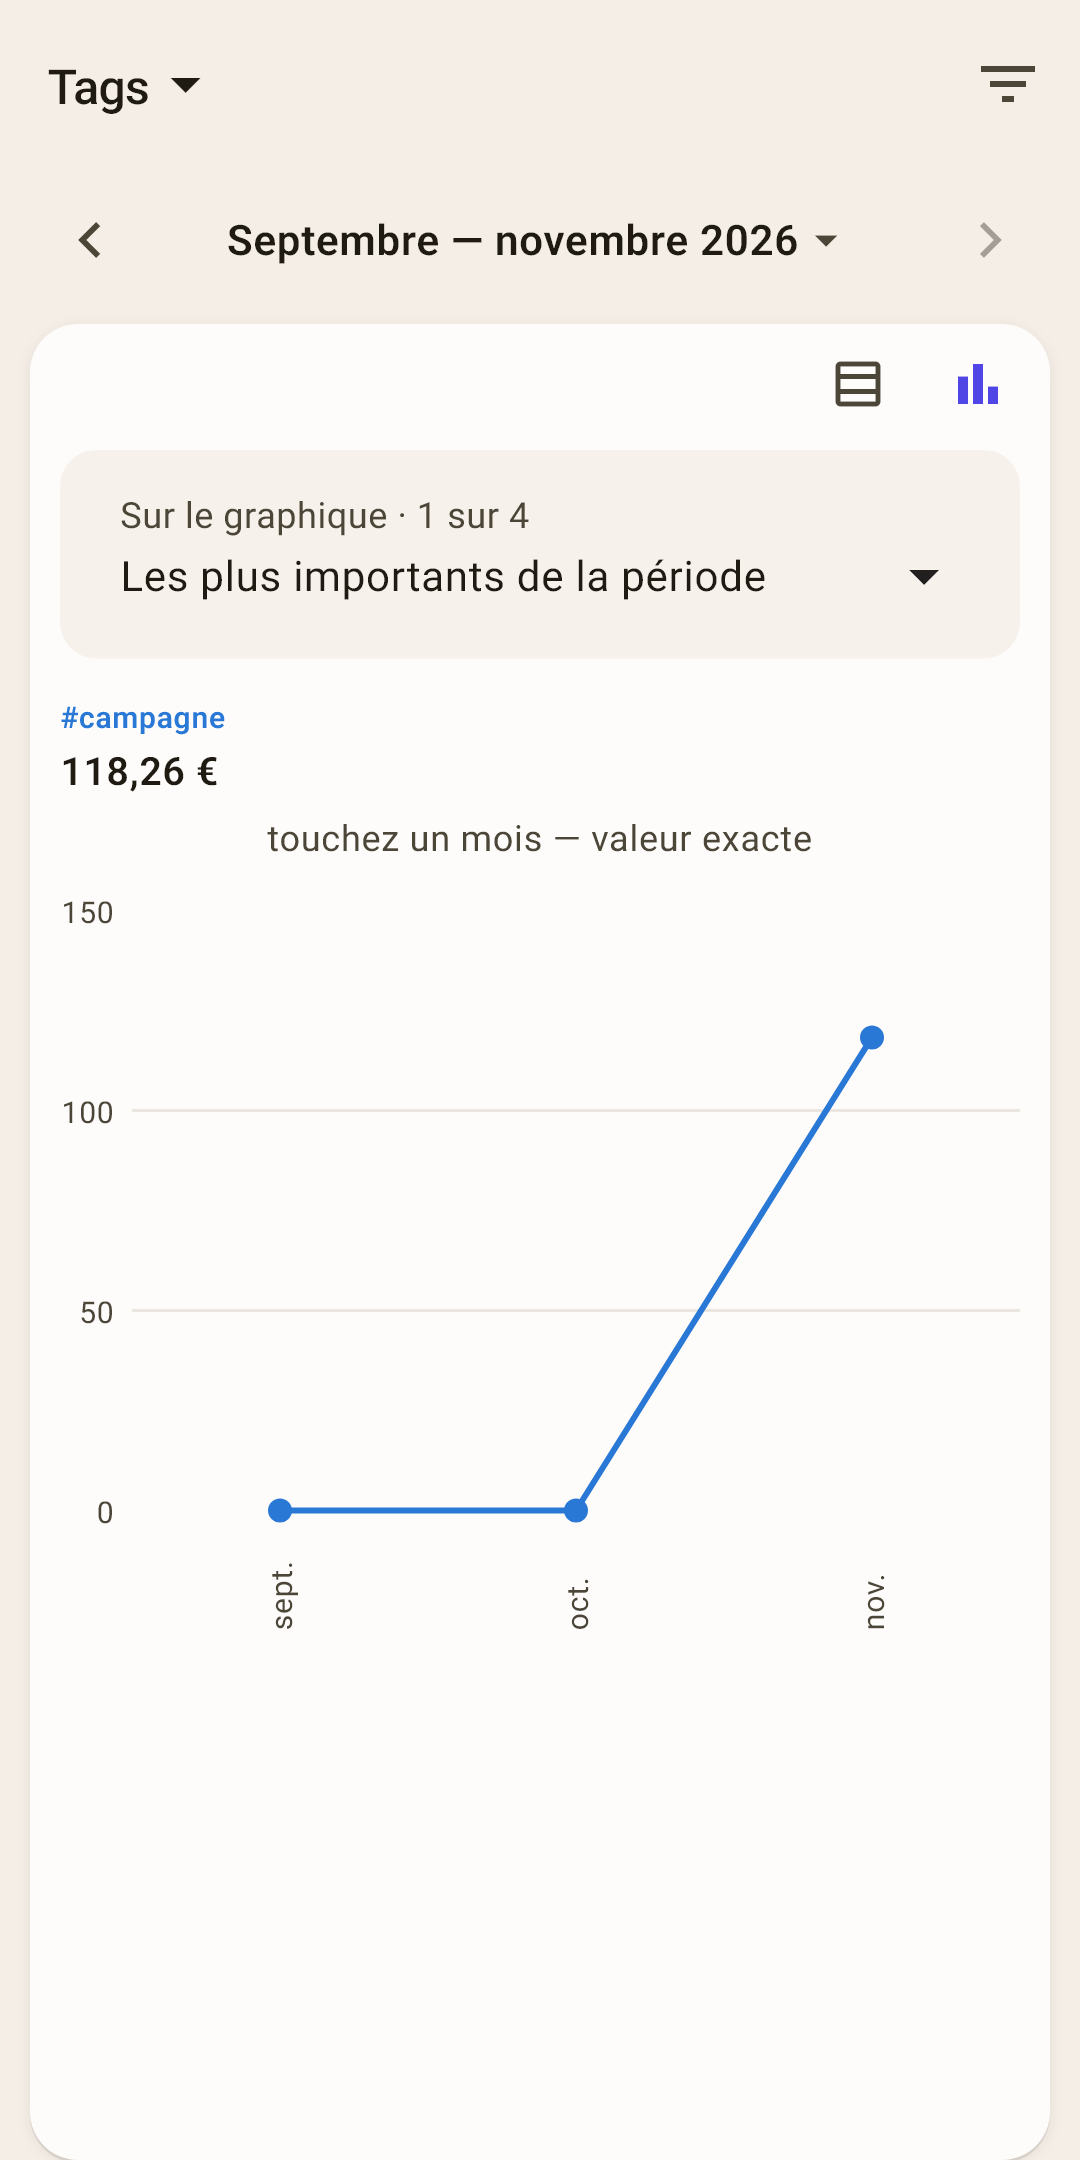 Tags
Septembre — novembre 2026
Sur le graphique · 1 sur 4
Les plus importants de la période
#campagne
118,26 €
touchez un mois — valeur exacte
150
100
50
0
sept.
oct.
nov.